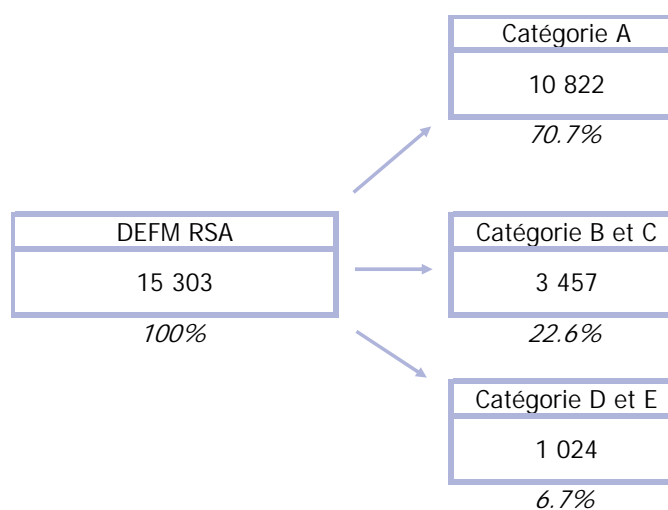 Catégorie A
10 822
70.7%
DEFM RSA
15 303
100%
Catégorie B et C
3 457
22.6%
Catégorie D et E
1 024
6.7%